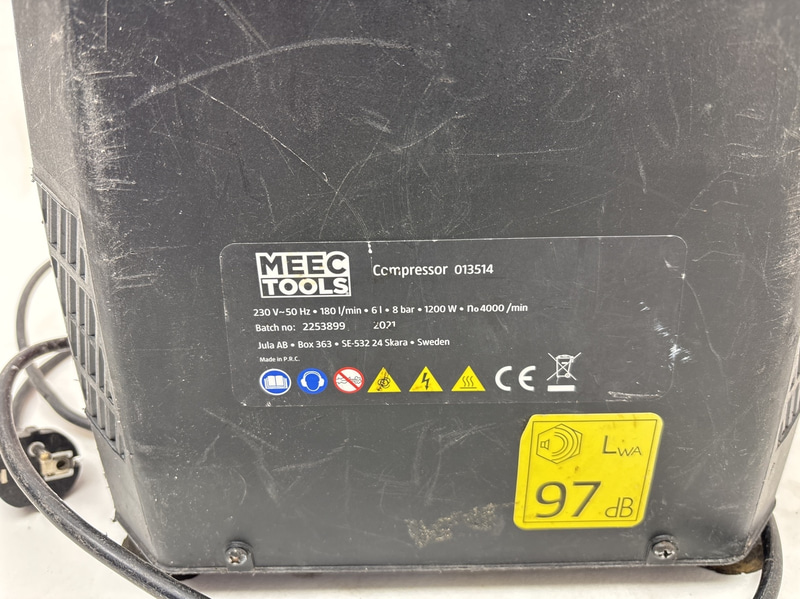 MEEC
TOOLS
Compressor 013514
230 V~50 Hz • 180 l/min • 6 l • 8 bar • 1200 W • n₀ 4000 /min
Batch no: 2253899 2021
Jula AB • Box 363 • SE-532 24 Skara • Sweden
Made in P.R.C.
CE
LWA
97 dB